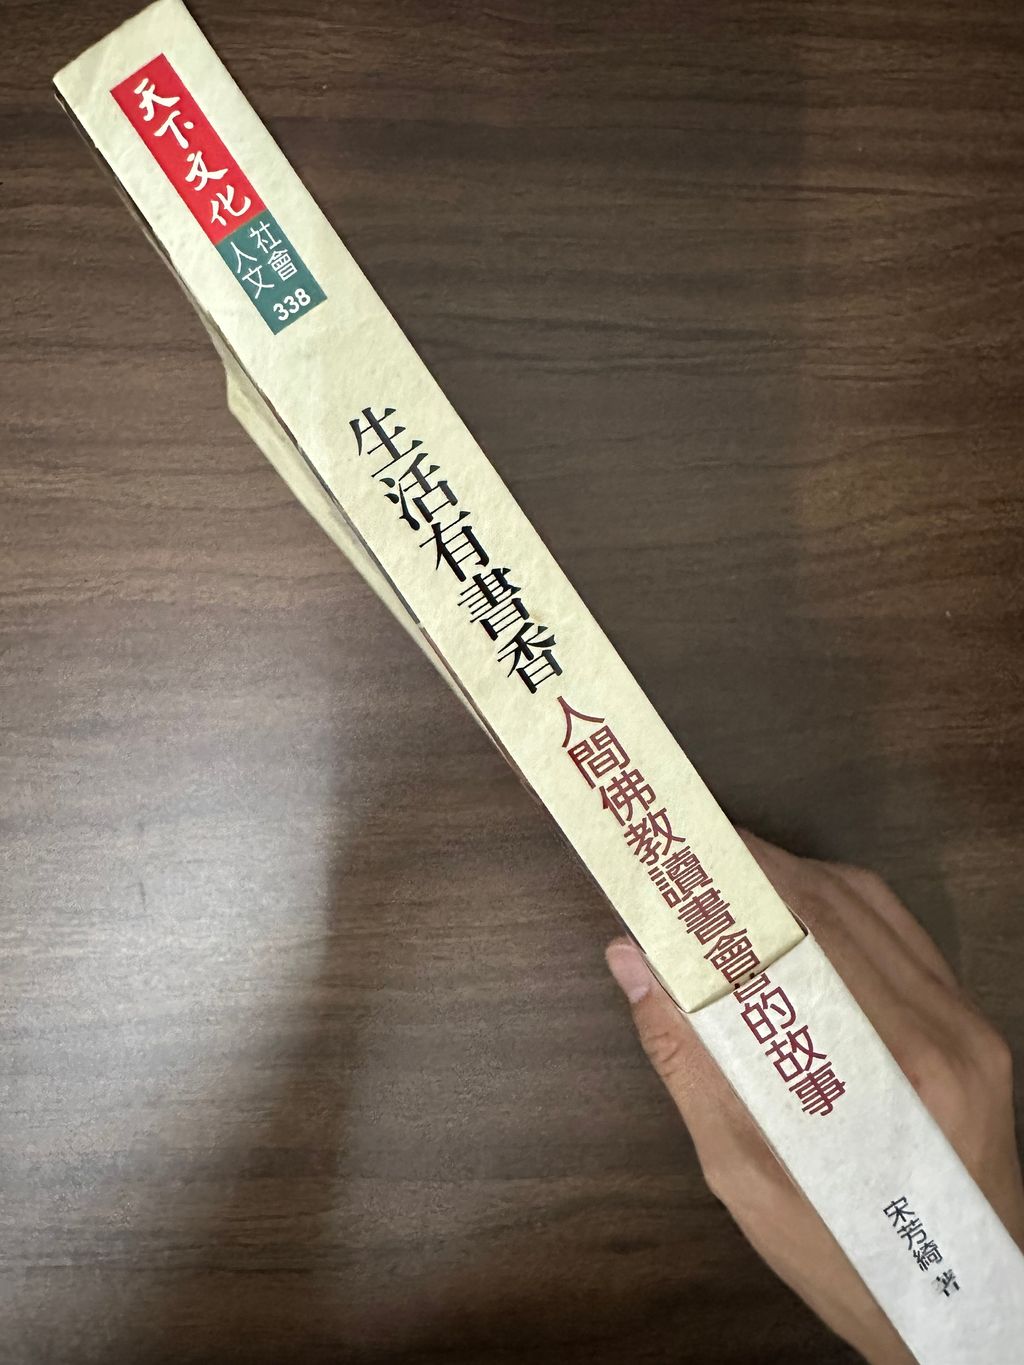 天下文化
社會
人文
338
生活有書香
人間佛教讀書會的故事
宋芳綺 著